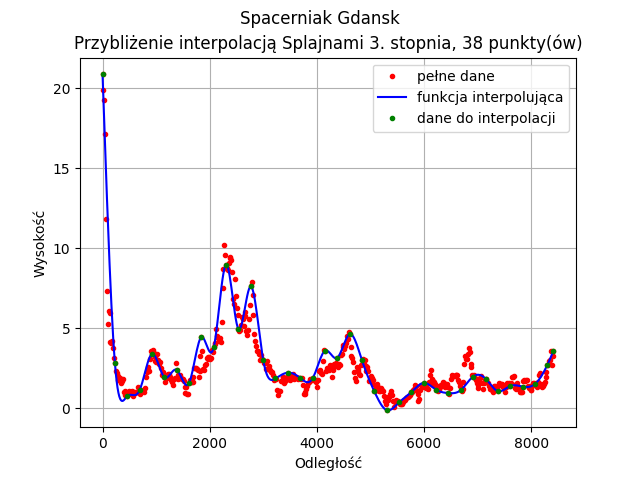 Spacerniak Gdansk
Przybliżenie interpolacją Splajnami 3. stopnia, 38 punkty(ów)
pełne dane
funkcja interpolująca
dane do interpolacji
Wysokość
20
15
10
5
0
0 2000 4000 6000 8000
Odległość